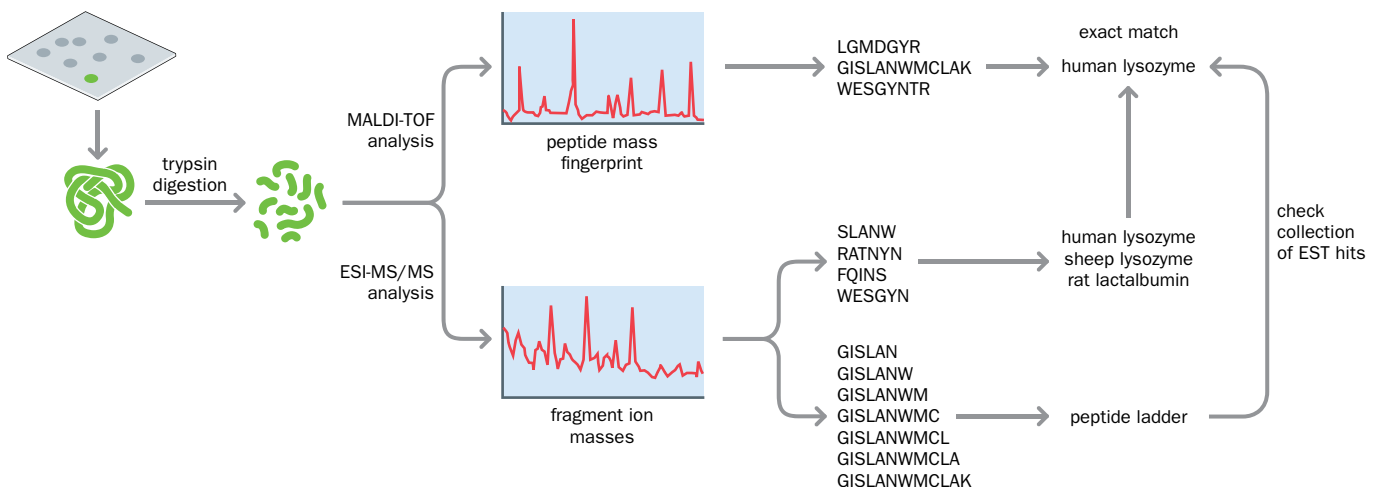 trypsin
digestion
MALDI-TOF
analysis
peptide mass
fingerprint
LGMDGYR
GISLANWMCLAK
WESGYNTR
exact match
human lysozyme
ESI-MS/MS
analysis
fragment ion
masses
SLANW
RATNYN
FQINS
WESGYN
human lysozyme
sheep lysozyme
rat lactalbumin
check
collection
of EST hits
GISLAN
GISLANW
GISLANWM
GISLANWMC
GISLANWMCL
GISLANWMCLA
GISLANWMCLAK
peptide ladder